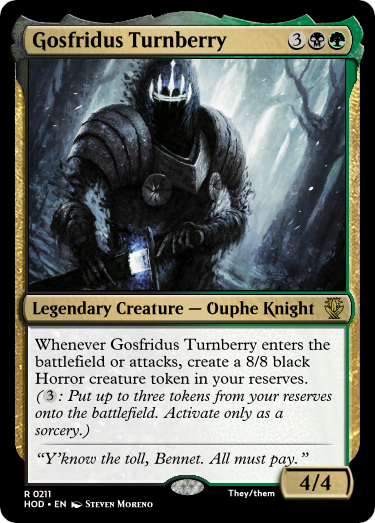 Gosfridus Turnberry 3
Legendary Creature — Ouphe Knight
Whenever Gosfridus Turnberry enters the
battlefield or attacks, create a 8/8 black
Horror creature token in your reserves.
(3: Put up to three tokens from your reserves
onto the battlefield. Activate only as a
sorcery.)
“Y’know the toll, Bennet. All must pay.”
4/4
R 0211
HOD • EN Steven Moreno
They/them